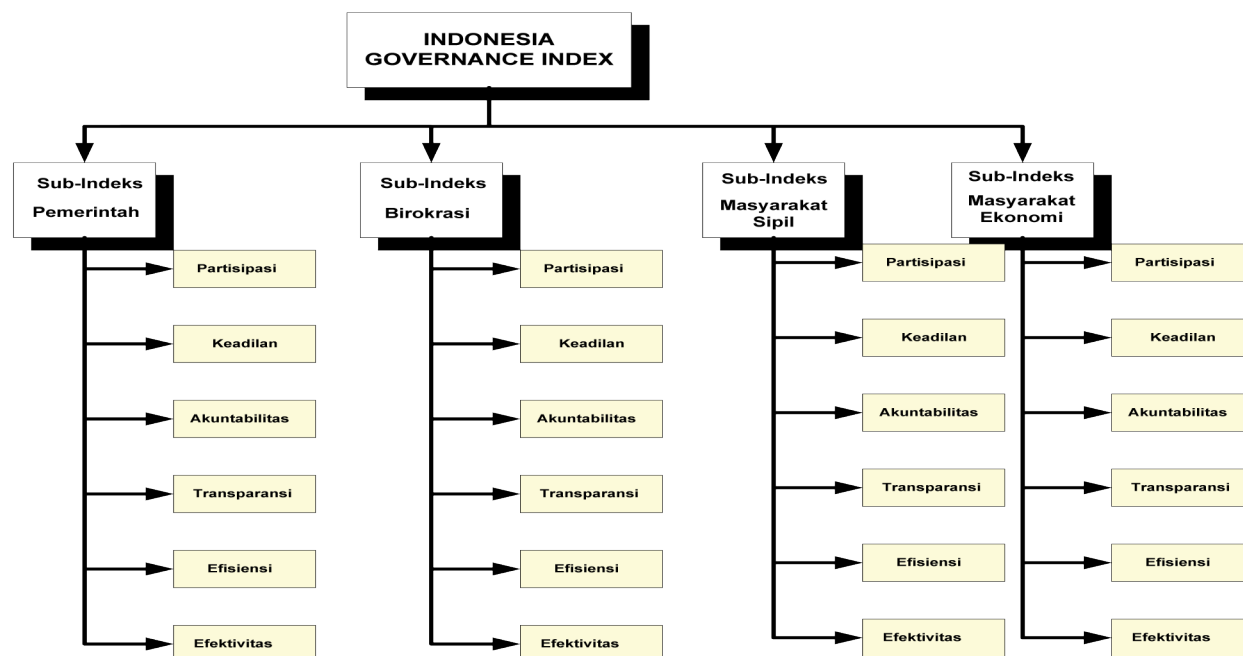 INDONESIA
GOVERNANCE INDEX
Sub-Indeks
Pemerintah
Partisipasi
Keadilan
Akuntabilitas
Transparansi
Efisiensi
Efektivitas
Sub-Indeks
Birokrasi
Partisipasi
Keadilan
Akuntabilitas
Transparansi
Efisiensi
Efektivitas
Sub-Indeks
Masyarakat
Sipil
Partisipasi
Keadilan
Akuntabilitas
Transparansi
Efisiensi
Efektivitas
Sub-Indeks
Masyarakat
Ekonomi
Partisipasi
Keadilan
Akuntabilitas
Transparansi
Efisiensi
Efektivitas